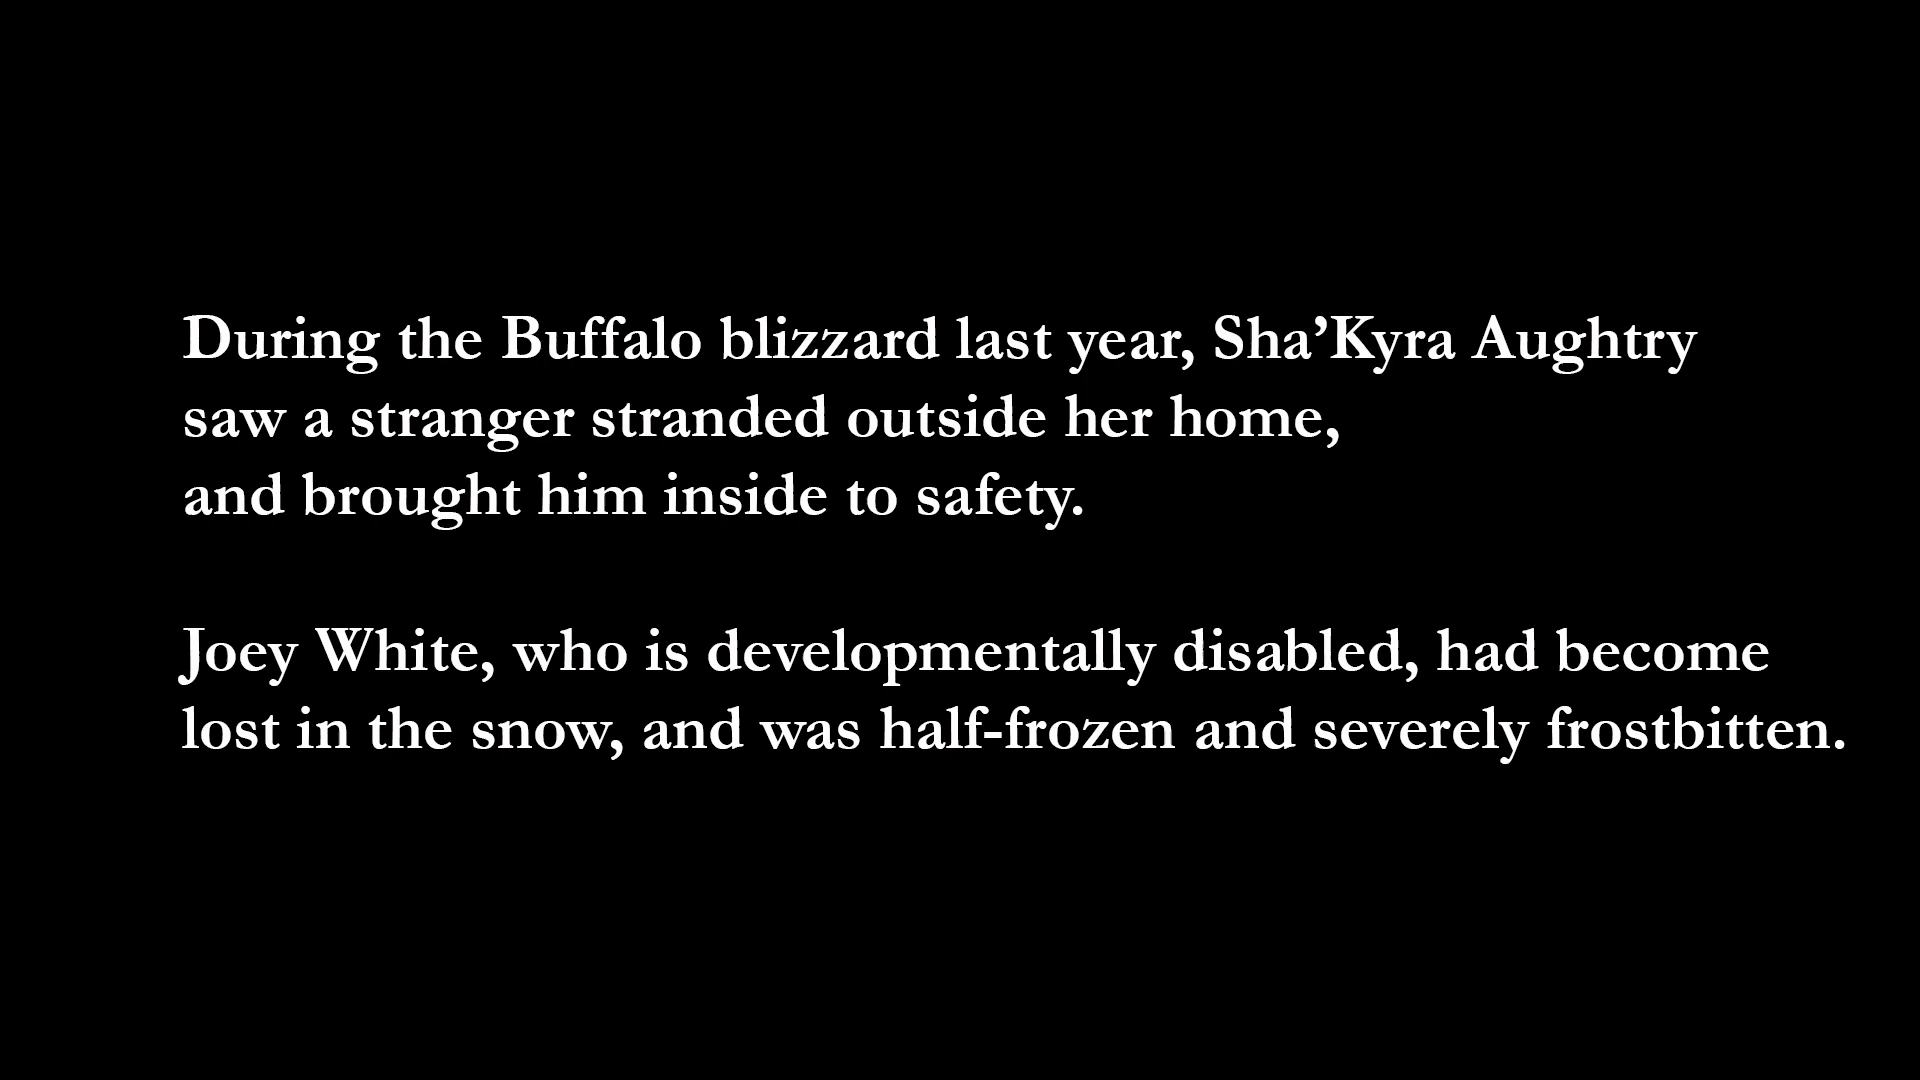 During the Buffalo blizzard last year, Sha’Kyra Aughtry
saw a stranger stranded outside her home,
and brought him inside to safety.
Joey White, who is developmentally disabled, had become
lost in the snow, and was half-frozen and severely frostbitten.